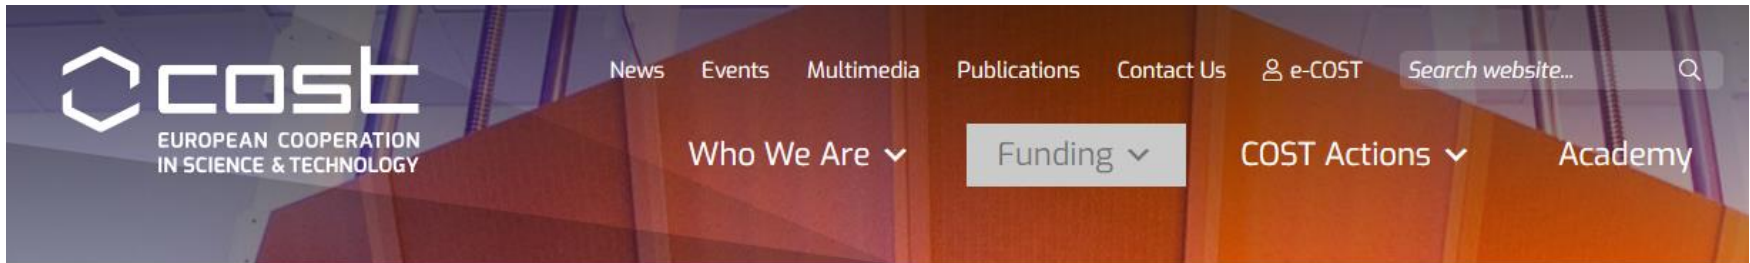 cost
EUROPEAN COOPERATION
IN SCIENCE & TECHNOLOGY
News Events Multimedia Publications Contact Us e-COST Search website...
Who We Are Funding COST Actions Academy